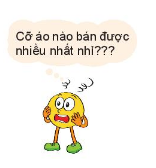 Cỡ áo nào bán được
nhiều nhất nhỉ???